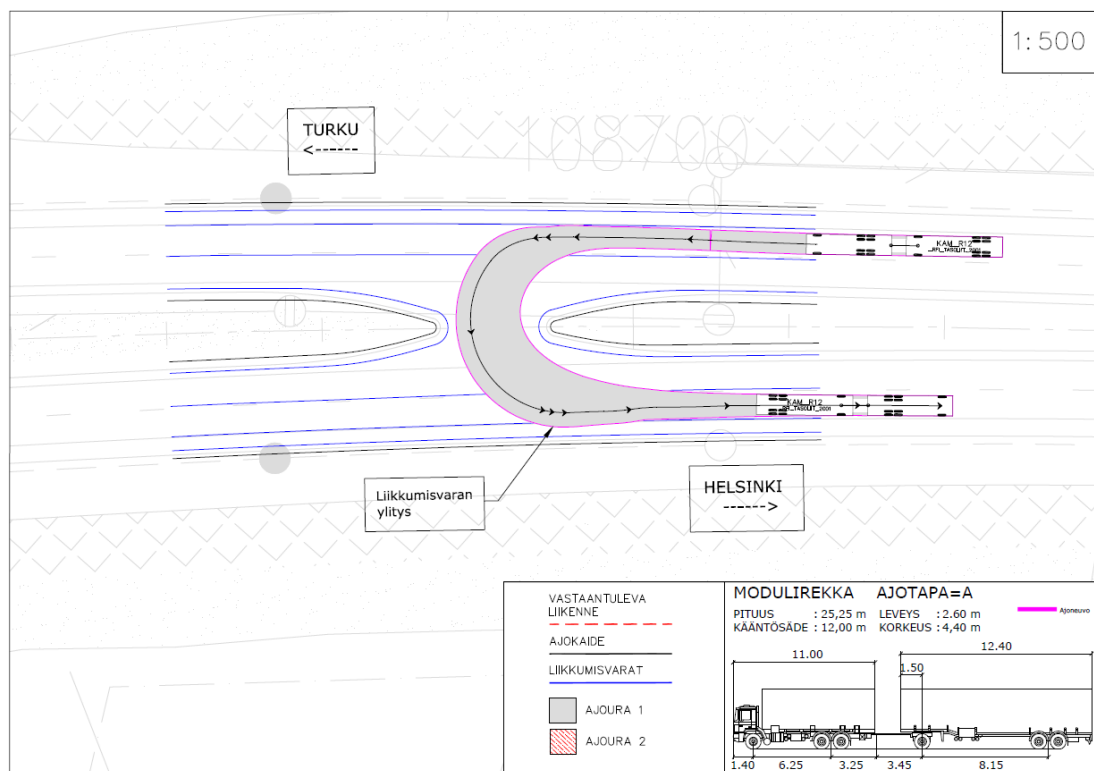 1:500
TURKU
<------
108700
KAM_R12
KAM_R12
Liikkumisvaran
ylitys
HELSINKI
------>
VASTAANTULEVA
LIIKENNE
AJOKAIDE
LIIKKUMISVARAT
AJOURA 1
AJOURA 2
MODULIREKKA AJOTAPA=A
PITUUS : 25,25 m LEVEYS : 2.60 m
KÄÄNTÖSÄDE : 12,00 m KORKEUS : 4,40 m
Ajoneuvo
12.40
11.00
1.50
1.40 6.25 3.25 3.45 8.15